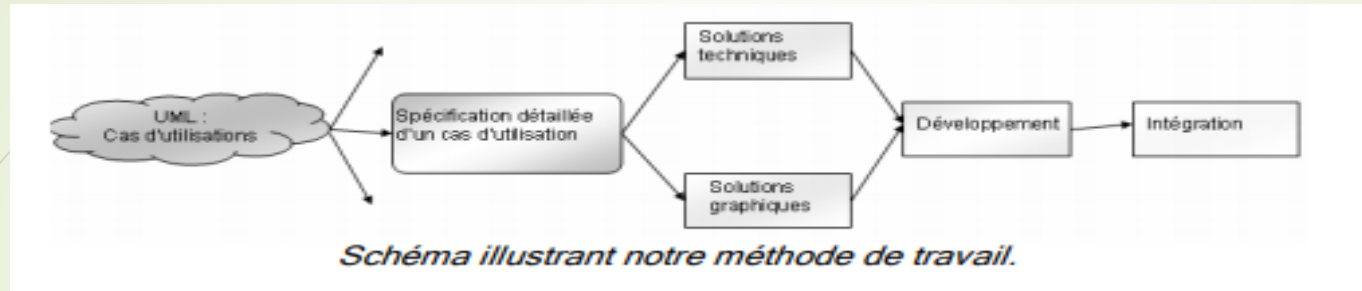 UML :
Cas d'utilisations
Spécification détaillée
d'un cas d'utilisation
Solutions
techniques
Solutions
graphiques
Développement
Intégration
Schéma illustrant notre méthode de travail.